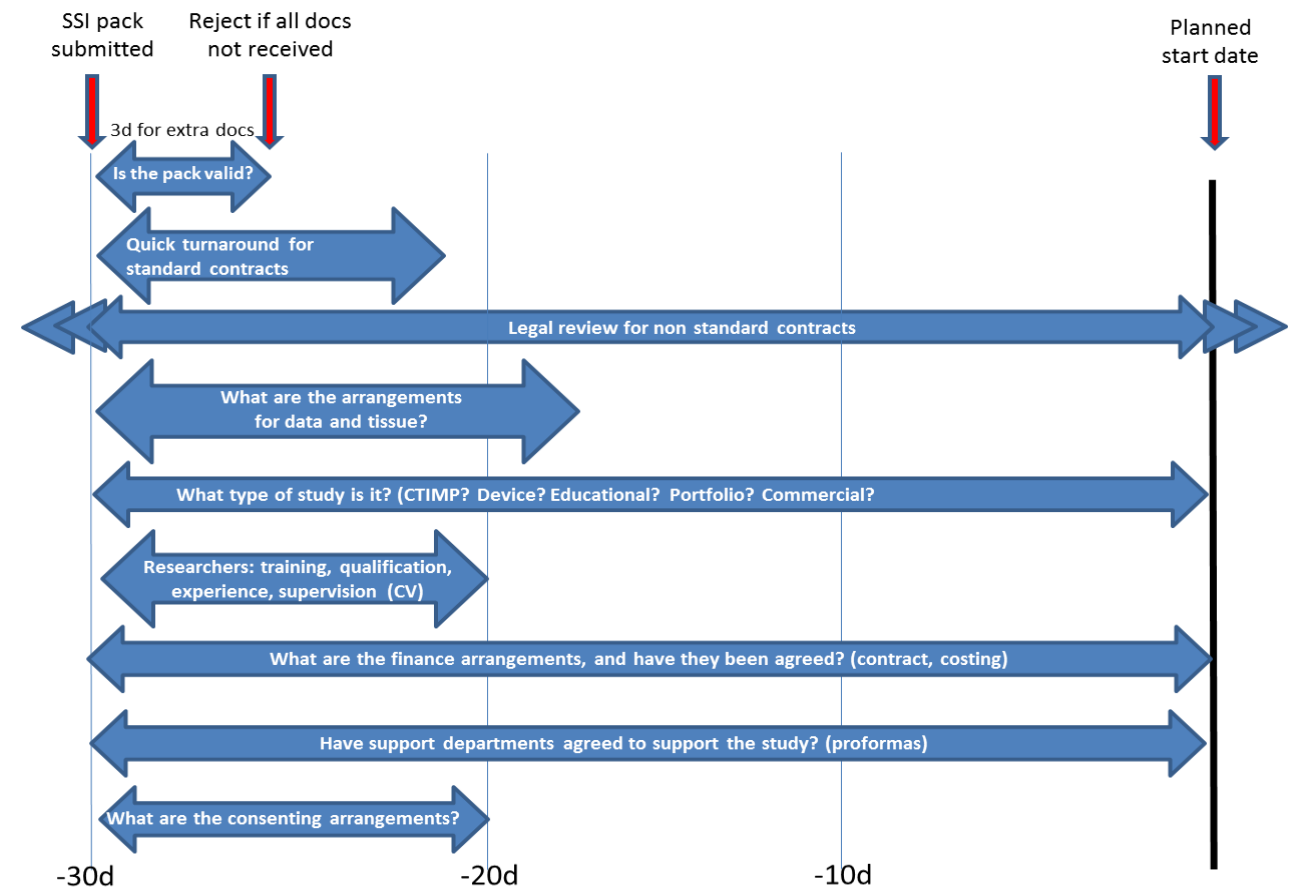 SSI pack
submitted
Reject if all docs
not received
Planned
start date
3d for extra docs
Is the pack valid?
Quick turnaround for
standard contracts
Legal review for non standard contracts
What are the arrangements
for data and tissue?
What type of study is it? (CTIMP? Device? Educational? Portfolio? Commercial?
Researchers: training, qualification,
experience, supervision (CV)
What are the finance arrangements, and have they been agreed? (contract, costing)
Have support departments agreed to support the study? (proformas)
What are the consenting arrangements?
-30d
-20d
-10d